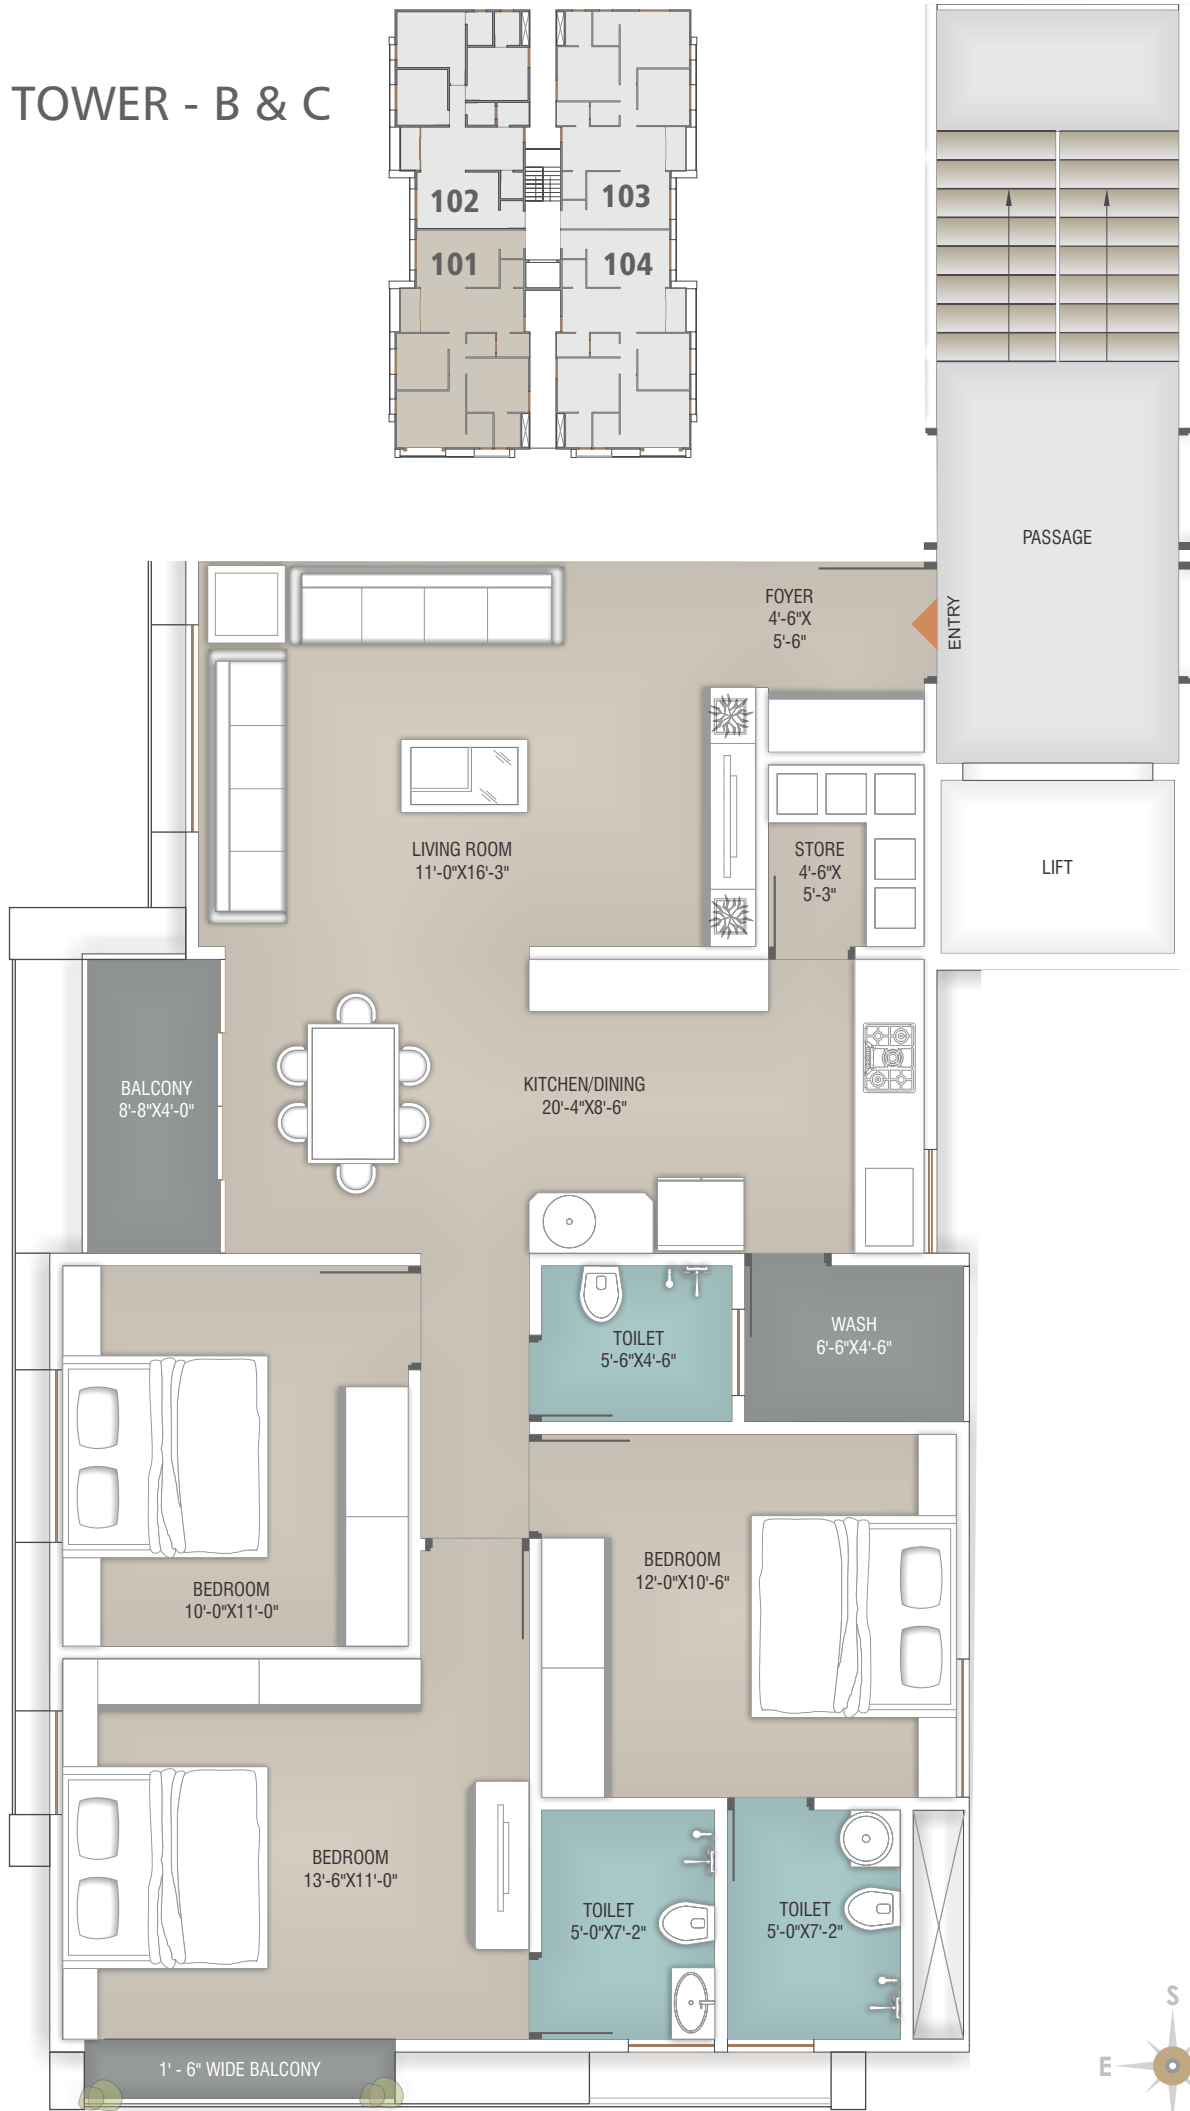 TOWER - B & C
102
103
101
104
PASSAGE
FOYER
4'-6"X
5'-6"
ENTRY
LIVING ROOM
11'-0"X16'-3"
STORE
4'-6"X
5'-3"
LIFT
BALCONY
8'-8"X4'-0"
KITCHEN/DINING
20'-4"X8'-6"
TOILET
5'-6"X4'-6"
WASH
6'-6"X4'-6"
BEDROOM
10'-0"X11'-0"
BEDROOM
12'-0"X10'-6"
BEDROOM
13'-6"X11'-0"
TOILET
5'-0"X7'-2"
TOILET
5'-0"X7'-2"
1' - 6" WIDE BALCONY
S
E